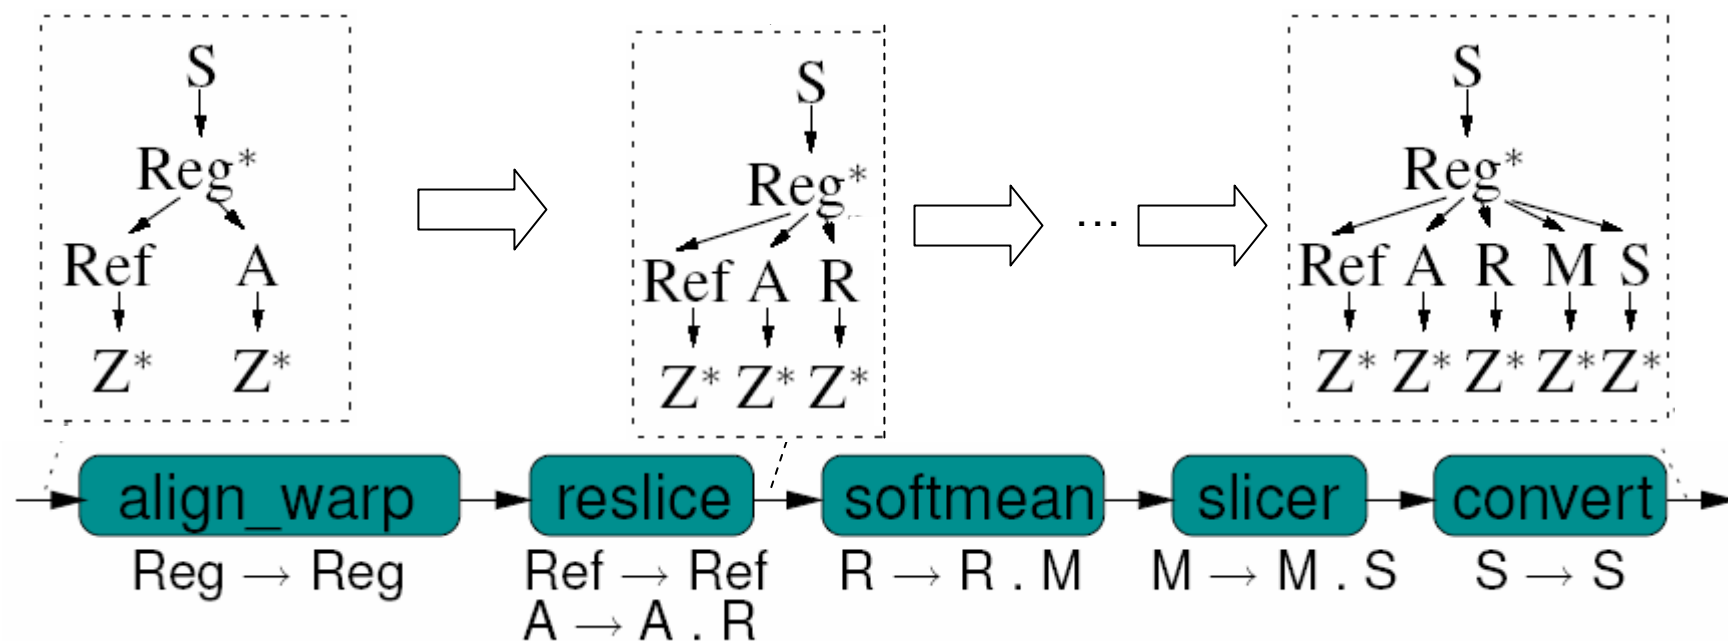 S
Reg*
Ref A
Z* Z*
S
Reg*
Ref A R
Z* Z* Z*
...
S
Reg*
Ref A R M S
Z* Z* Z* Z* Z*
align_warp
reslice
softmean
slicer
convert
Reg → Reg
Ref → Ref
A → A . R
R → R . M
M → M . S
S → S